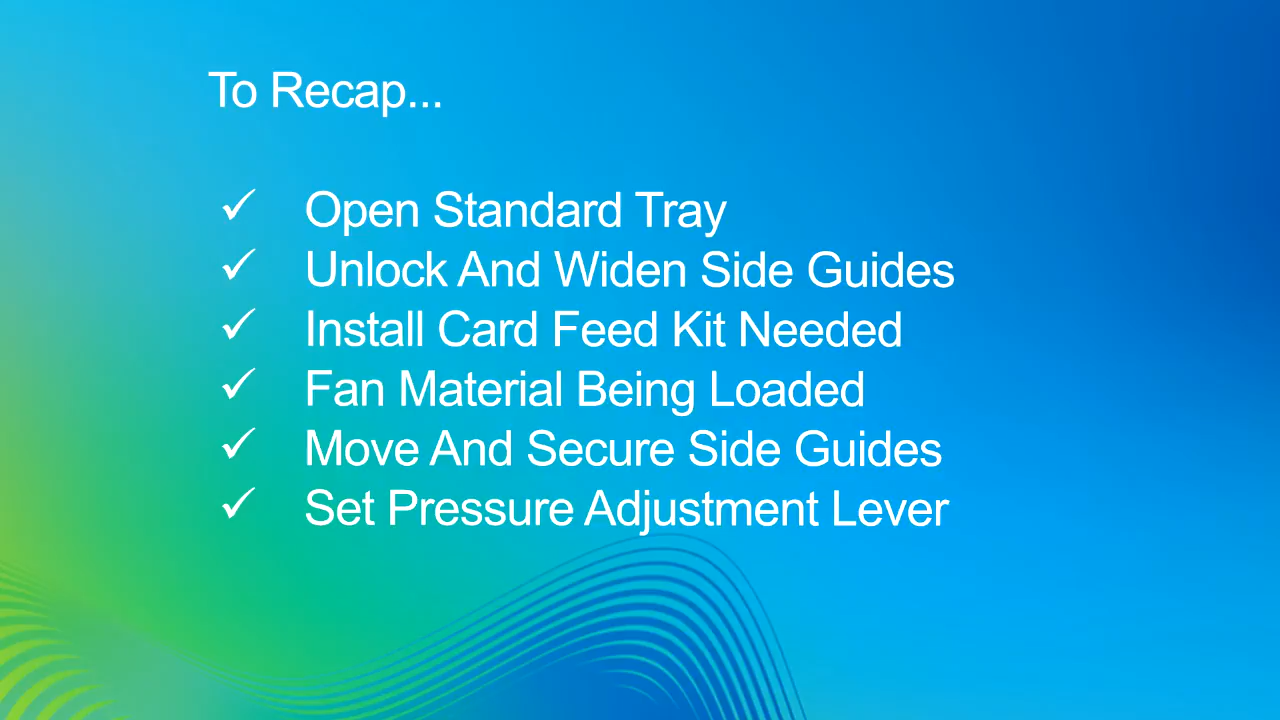 To Recap...
✓ Open Standard Tray
✓ Unlock And Widen Side Guides
✓ Install Card Feed Kit Needed
✓ Fan Material Being Loaded
✓ Move And Secure Side Guides
✓ Set Pressure Adjustment Lever